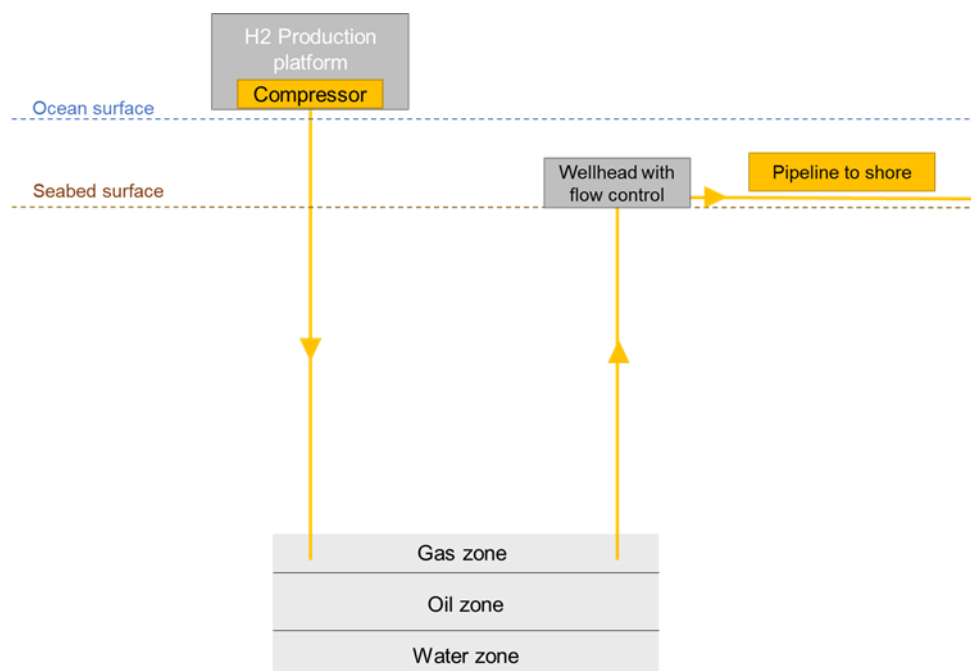 H2 Production
platform
Compressor
Ocean surface
Wellhead with
flow control
Pipeline to shore
Seabed surface
Gas zone
Oil zone
Water zone